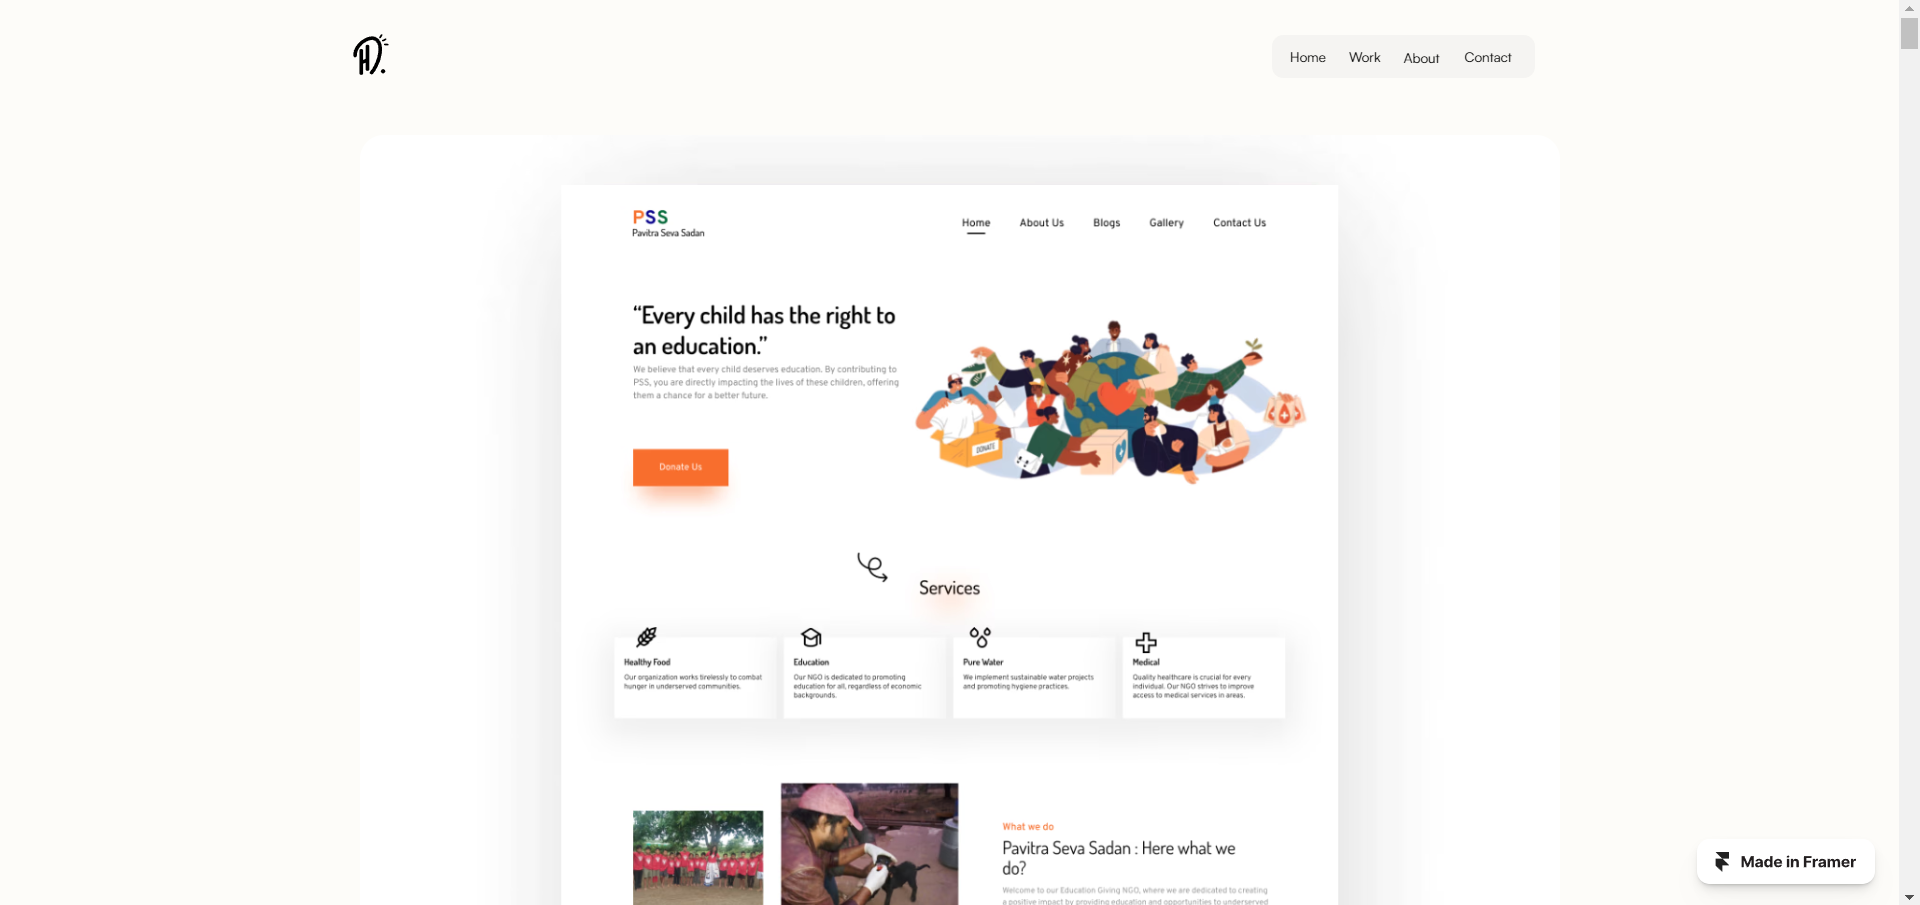 HD.
Home Work About Contact
PSS
Pavitra Seva Sadan
Home About Us Blogs Gallery Contact Us
“Every child has the right to
an education.”
We believe that every child deserves education. By contributing to
PSS, you are directly impacting the lives of these children, offering
them a chance for a better future.
DONATE
Donate Us
Services
Healthy Food
Our organization works tirelessly to combat
hunger in underserved communities.
Education
Our NGO is dedicated to promoting
education for all, regardless of economic
backgrounds.
Pure Water
We implement sustainable water projects
and promoting hygiene practices.
Medical
Quality healthcare is crucial for every
individual. Our NGO strives to improve
access to medical services in areas.
What we do
Pavitra Seva Sadan : Here what we
do?
Welcome to our Education Giving NGO, where we are dedicated to creating
a positive impact by providing education and opportunities to underserved
Made in Framer